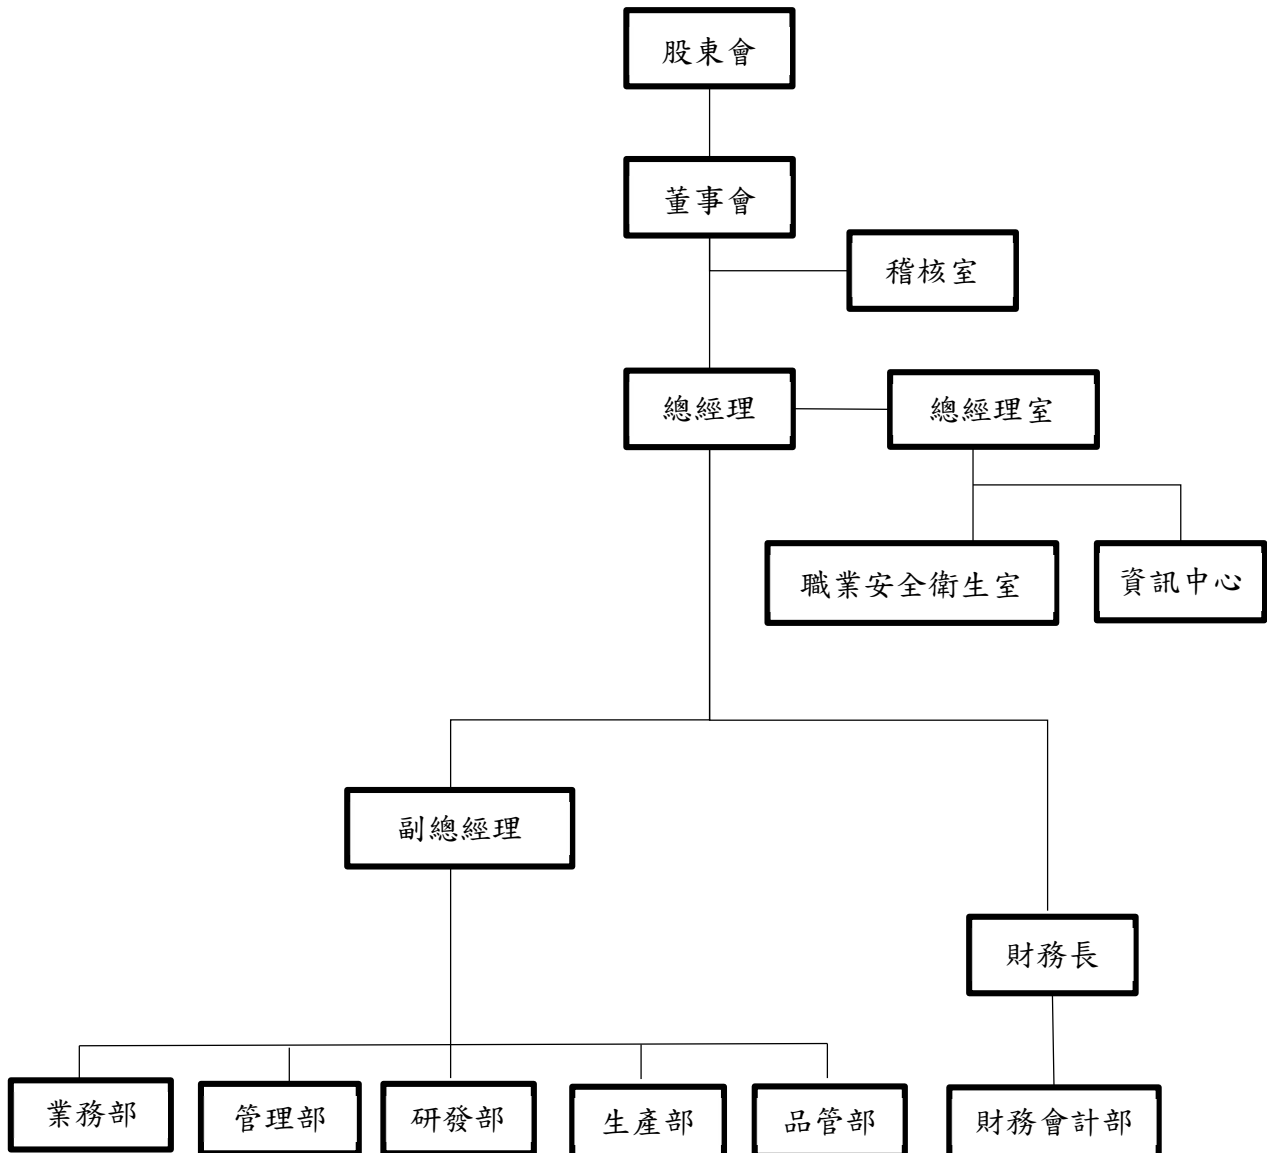 股東會
董事會
稽核室
總經理
總經理室
職業安全衛生室
資訊中心
副總經理
財務長
業務部
管理部
研發部
生產部
品管部
財務會計部